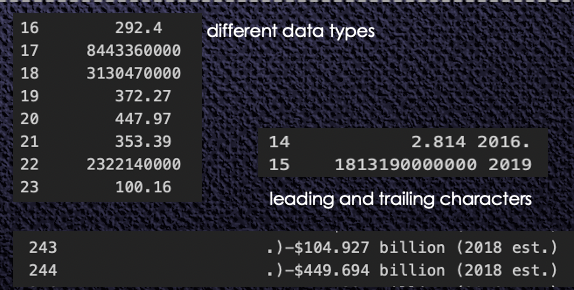 16 292.4
different data types
17 8443360000
18 3130470000
19 372.27
20 447.97
21 353.39
22 2322140000
23 100.16
14 2.814 2016.
15 1813190000000 2019
leading and trailing characters
243 .)-$104.927 billion (2018 est.)
244 .)-$449.694 billion (2018 est.)